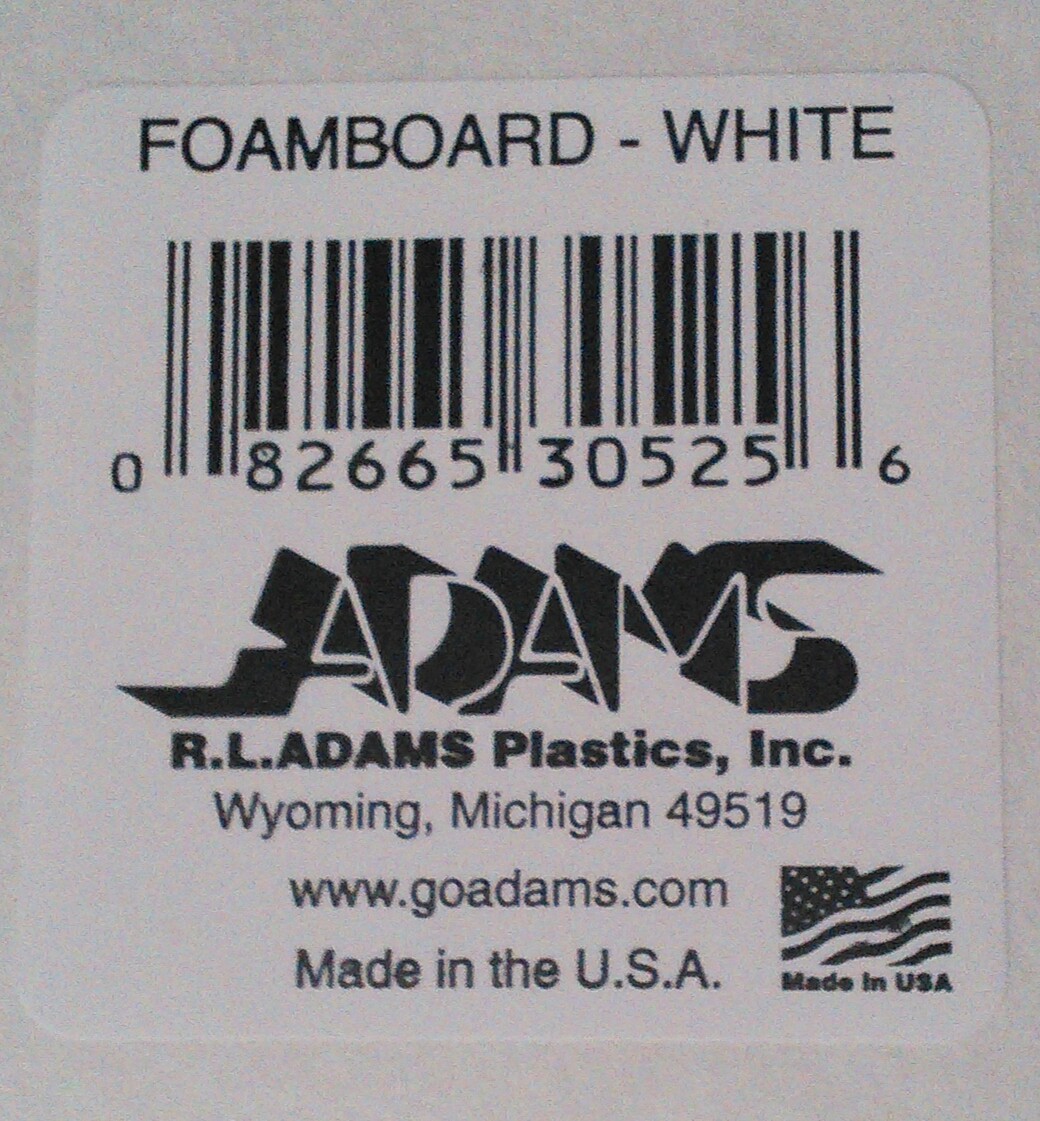 FOAMBOARD - WHITE
0 82665 30525 6
ADAMS
R.L.ADAMS Plastics, Inc.
Wyoming, Michigan 49519
www.goadams.com
Made in the U.S.A.
Made in USA